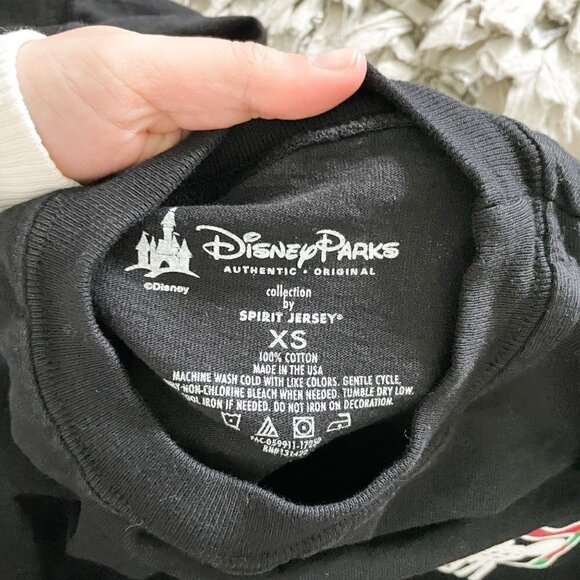 Disney Parks
AUTHENTIC • ORIGINAL
©Disney
collection
by
SPIRIT JERSEY®
XS
100% COTTON
MADE IN THE USA
MACHINE WASH COLD WITH LIKE COLORS. GENTLE CYCLE.
NON-CHLORINE BLEACH WHEN NEEDED. TUMBLE DRY LOW.
IRON IF NEEDED. DO NOT IRON ON DECORATION.